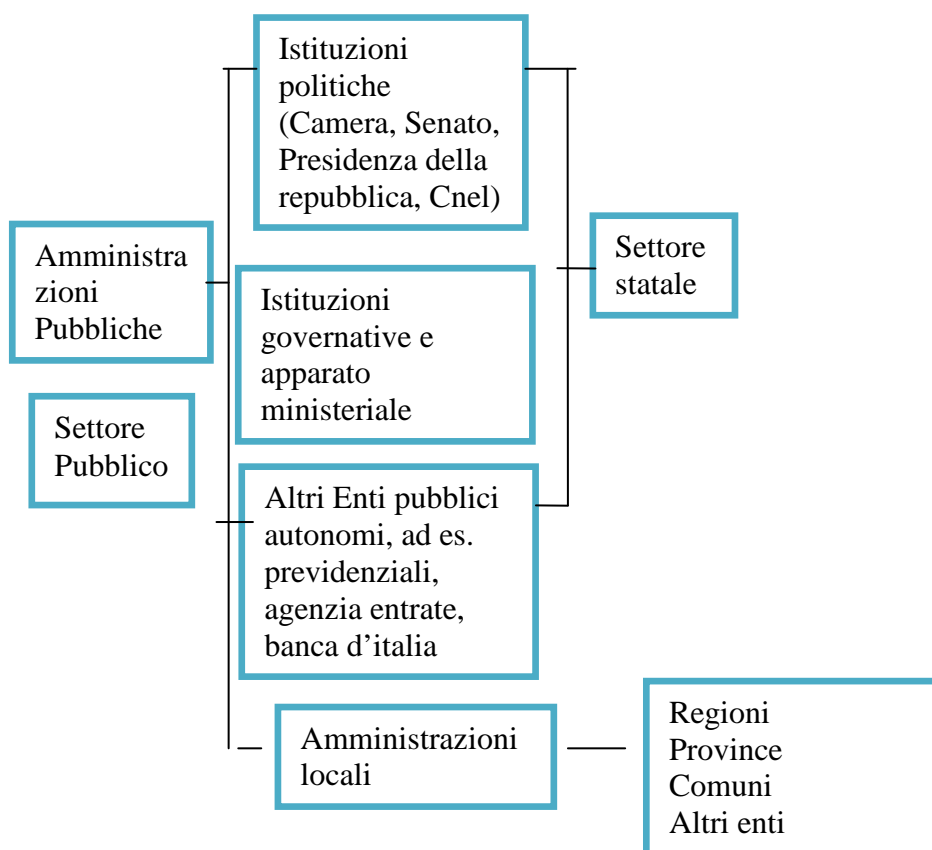 Istituzioni
politiche
(Camera, Senato,
Presidenza della
repubblica, Cnel)
Amministra
zioni
Pubbliche
Settore
statale
Istituzioni
governative e
apparato
ministeriale
Settore
Pubblico
Altri Enti pubblici
autonomi, ad es.
previdenziali,
agenzia entrate,
banca d'italia
Amministrazioni
locali
Regioni
Province
Comuni
Altri enti